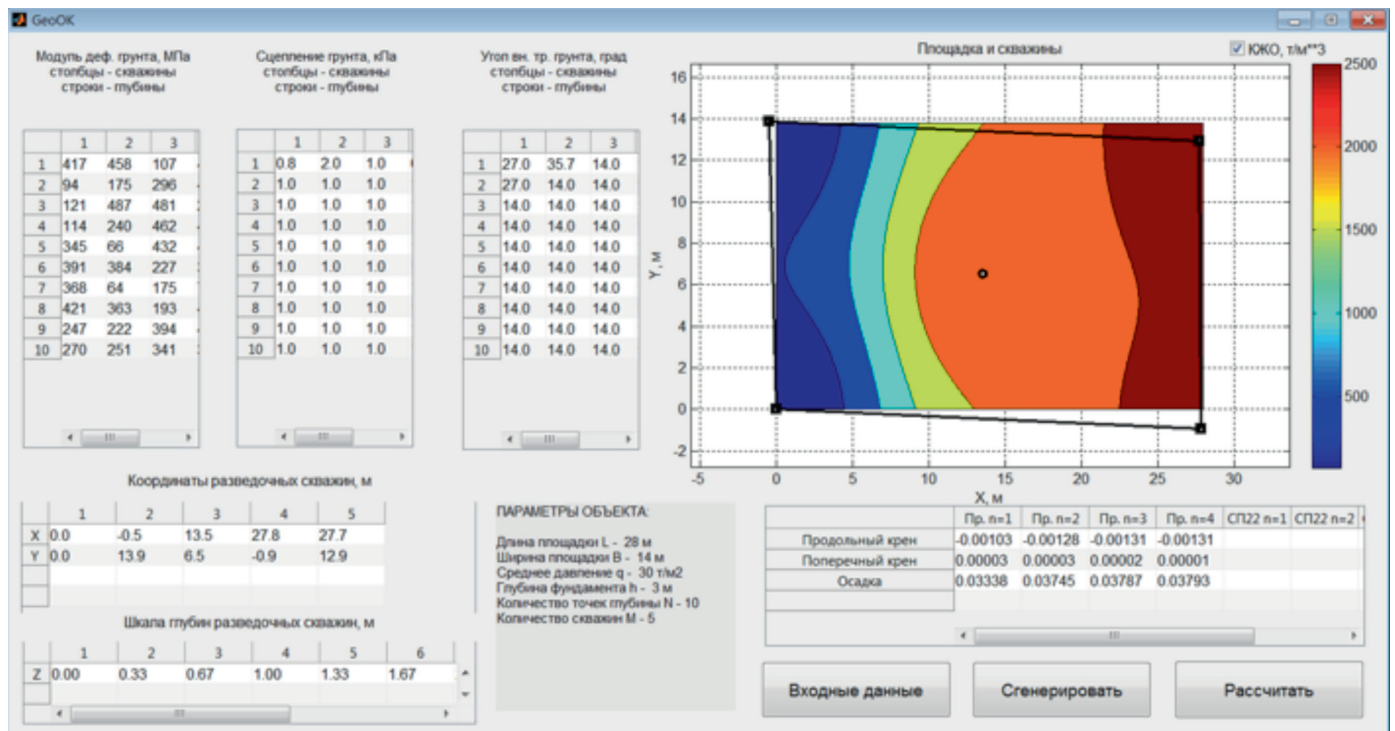 GeoOK
Модуль деф. грунта, МПа
столбцы - скважины
строки - глубины
1 2 3
1 417 458 107
2 94 175 296
3 121 487 481
4 114 240 462
5 345 66 432
6 391 384 227
7 368 64 175
8 421 363 193
9 247 222 394
10 270 251 341
Сцеппение грунта, кПа
столбцы - скважины
строки - глубины
1 2 3
1 0.8 2.0 1.0
2 1.0 1.0 1.0
3 1.0 1.0 1.0
4 1.0 1.0 1.0
5 1.0 1.0 1.0
6 1.0 1.0 1.0
7 1.0 1.0 1.0
8 1.0 1.0 1.0
9 1.0 1.0 1.0
10 1.0 1.0 1.0
Угол вн. тр. грунта, град
столбцы - скважины
строки - глубины
1 2 3
1 27.0 35.7 14.0
2 27.0 14.0 14.0
3 14.0 14.0 14.0
4 14.0 14.0 14.0
5 14.0 14.0 14.0
6 14.0 14.0 14.0
7 14.0 14.0 14.0
8 14.0 14.0 14.0
9 14.0 14.0 14.0
10 14.0 14.0 14.0
Площадка и скважины
ЮКО, т/м**3
16
14
12
10
8
6
4
2
0
-2
Y, м
-5 0 5 10 15 20 25 30
X, м
2500
2000
1500
1000
500
Координаты разведочных скважин, м
1 2 3 4 5
X 0.0 -0.5 13.5 27.8 27.7
Y 0.0 13.9 6.5 -0.9 12.9
Шкала глубин разведочных скважин, м
1 2 3 4 5 6
Z 0.00 0.33 0.67 1.00 1.33 1.67
ПАРАМЕТРЫ ОБЪЕКТА:
Длина площадки L - 28 м
Ширина площадки B - 14 м
Среднее давление q - 30 т/м2
Глубина фундамента h - 3 м
Количество точек глубины N - 10
Количество скважин M - 5
Пр. n=1 Пр. n=2 Пр. n=3 Пр. n=4 СП22 n=1 СП22 n=2
Продольный крен -0.00103 -0.00128 -0.00131 -0.00131
Поперечный крен 0.00003 0.00003 0.00002 0.00001
Осадка 0.03338 0.03745 0.03787 0.03793
Входные данные
Сгенерировать
Рассчитать